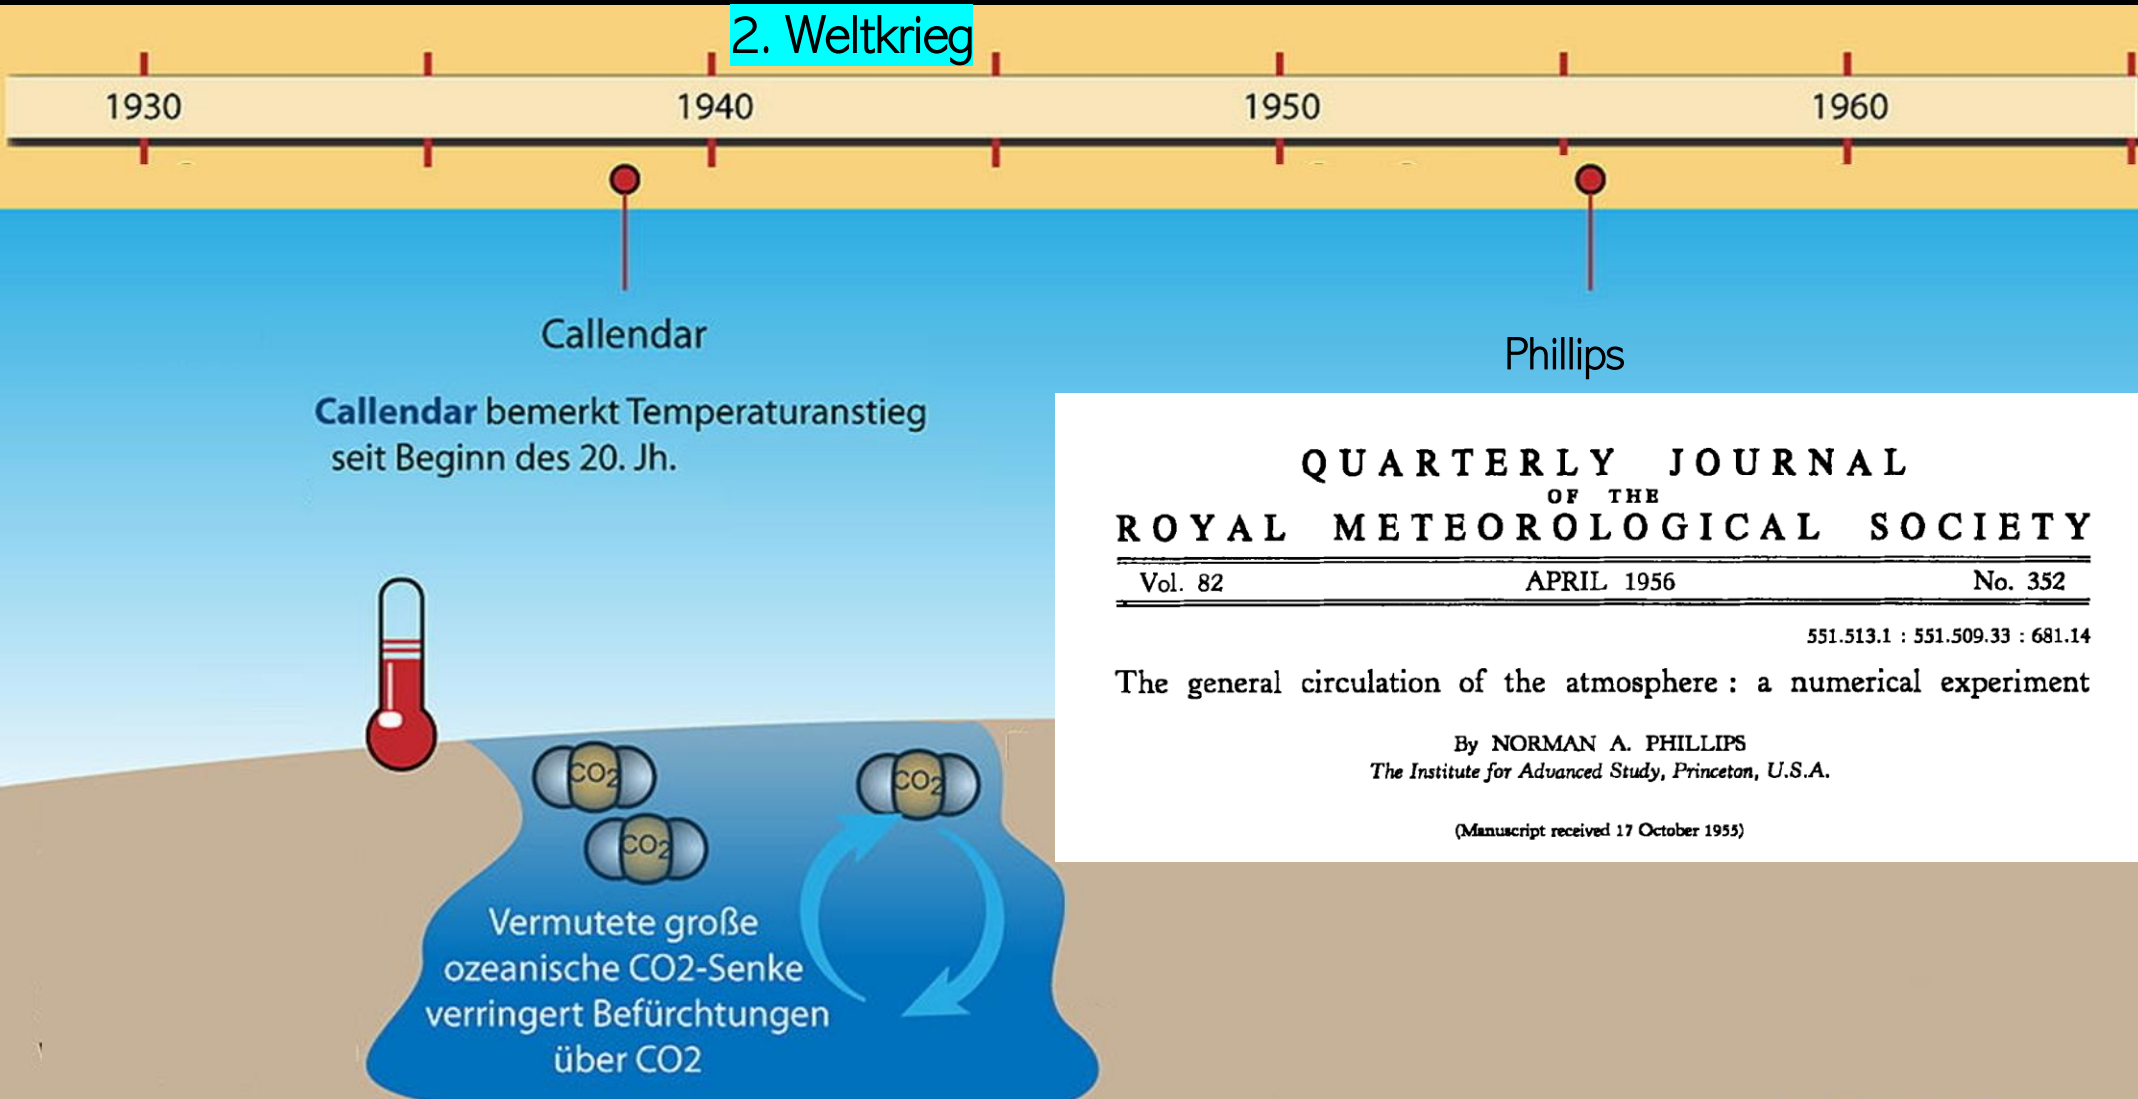 2. Weltkrieg
1930 1940 1950 1960
Callendar
Callendar bemerkt Temperaturanstieg
seit Beginn des 20. Jh.
Phillips
QUARTERLY JOURNAL
OF THE
ROYAL METEOROLOGICAL SOCIETY
Vol. 82 APRIL 1956 No. 352
551.513.1 : 551.509.33 : 681.14
The general circulation of the atmosphere : a numerical experiment
By NORMAN A. PHILLIPS
The Institute for Advanced Study, Princeton, U.S.A.
(Manuscript received 17 October 1955)
CO2 CO2
CO2
Vermutete große
ozeanische CO2-Senke
verringert Befürchtungen
über CO2